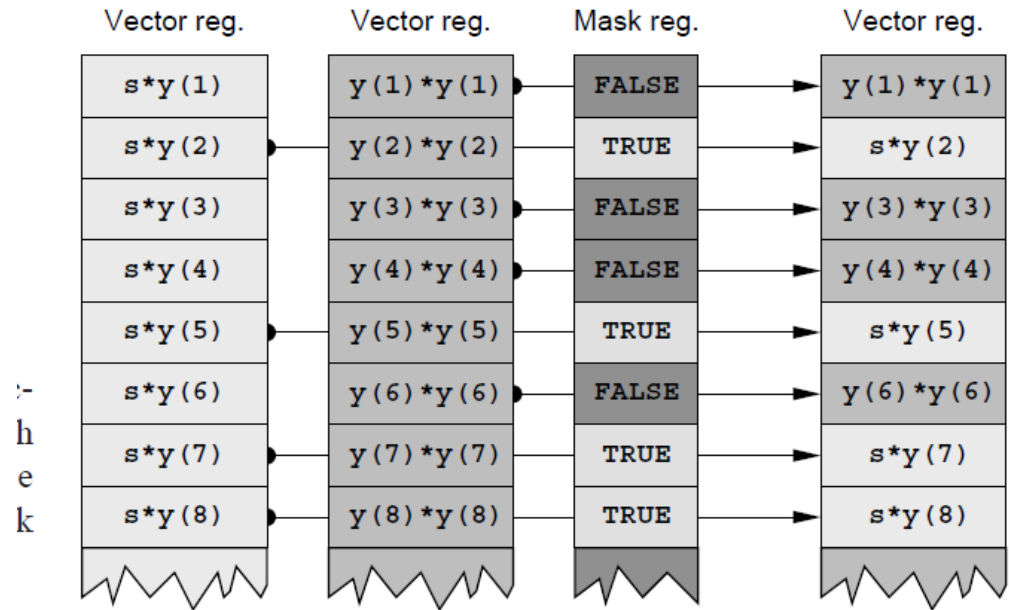 Vector reg. Vector reg. Mask reg. Vector reg.
s*y(1) y(1)*y(1) FALSE y(1)*y(1)
s*y(2) y(2)*y(2) TRUE s*y(2)
s*y(3) y(3)*y(3) FALSE y(3)*y(3)
s*y(4) y(4)*y(4) FALSE y(4)*y(4)
s*y(5) y(5)*y(5) TRUE s*y(5)
s*y(6) y(6)*y(6) FALSE y(6)*y(6)
h s*y(7) y(7)*y(7) TRUE s*y(7)
e
k s*y(8) y(8)*y(8) TRUE s*y(8)